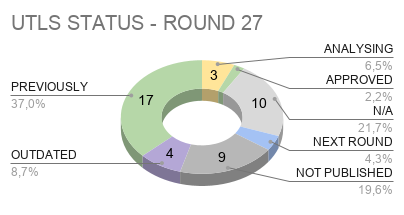 UTLS STATUS - ROUND 27
ANALYSING
6,5%
APPROVED
2,2%
N/A
21,7%
NEXT ROUND
4,3%
NOT PUBLISHED
19,6%
PREVIOUSLY
37,0%
OUTDATED
8,7%
3
10
9
4
17